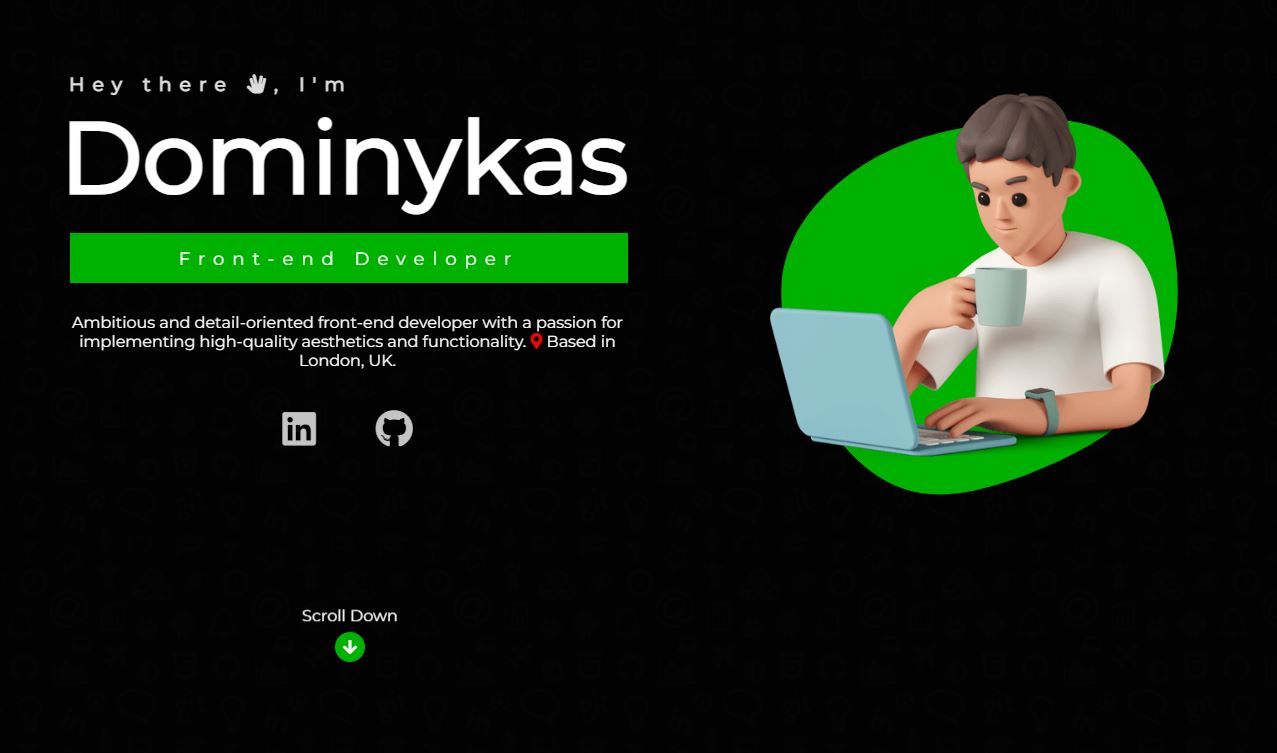 Hey there 👋, I'm
Dominykas
Front-end Developer
Ambitious and detail-oriented front-end developer with a passion for
implementing high-quality aesthetics and functionality. Based in
London, UK.
in
Scroll Down